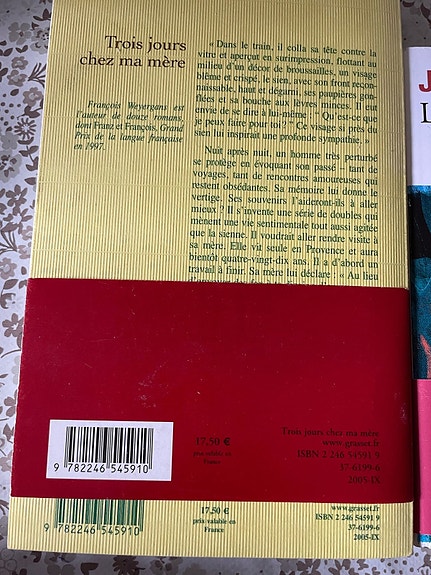 Trois jours
chez ma mère
François Weyergans est
l'auteur de douze romans,
dont Franz et François, Grand
Prix de la langue française
en 1997.
« Dans le train, il colla sa tête contre la
vitre et aperçut en surimpression, flottant au
milieu d'un décor de broussailles, un visage
blême et crispé, le sien, avec son front recon-
naissable, haut et dégarni, ses paupières gon-
flées et sa bouche aux lèvres minces. Il eut
envie de se dire à lui-même : " Qu'est-ce que
je peux faire pour toi ? " Ce visage si près du
sien lui inspirait une profonde sympathie. »
Nuit après nuit, un homme très perturbé
se protège en évoquant son passé... tant de
voyages, tant de rencontres amoureuses qui
restent obsédantes. Sa mémoire lui donne le
vertige. Ses souvenirs l'aideront-ils à aller
mieux ? Il s'invente une série de doubles qui
mènent une vie sentimentale tout aussi agitée
que la sienne. Il voudrait aller rendre visite à
sa mère. Elle vit seule en Provence et aura
bientôt quatre-vingt-dix ans. Il a d'abord un
travail à finir. Sa mère lui déclare : « Au lieu
17,50 €
prix valable en
France
Trois jours chez ma mère
www.grasset.fr
ISBN 2 246 54591 9
37-6199-6
2005-IX
9 782246 545910
17,50 €
prix valable en
France
www.grasset.fr
ISBN 2 246 54591 9
37-6199-6
2005-IX
9 782246 545910
J
L